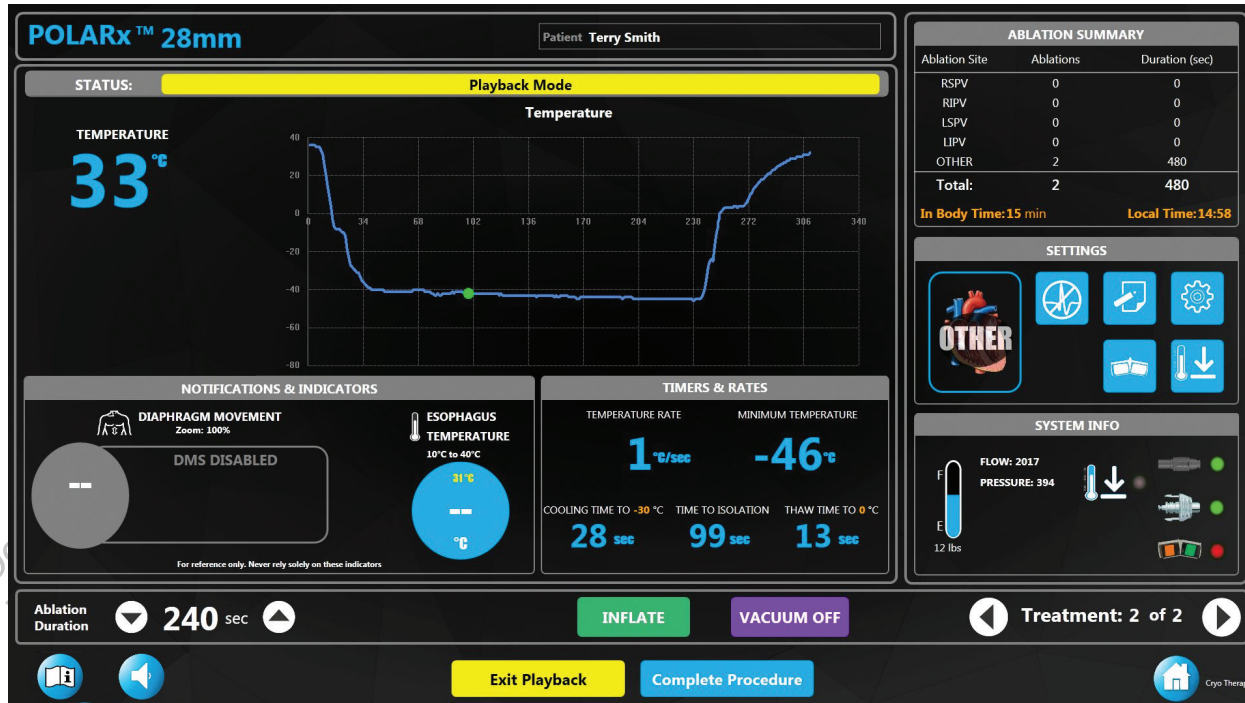 POLARx™ 28mm
Patient Terry Smith
STATUS: Playback Mode
TEMPERATURE
33°C
Temperature
40
20
0
-20
-40
-60
-80
0 34 68 102 136 170 204 238 272 306 340
NOTIFICATIONS & INDICATORS
DIAPHRAGM MOVEMENT
Zoom: 100%
DMS DISABLED
--
ESOPHAGUS
TEMPERATURE
10°C to 40°C
31°C
--
°C
For reference only. Never rely solely on these indicators
TIMERS & RATES
TEMPERATURE RATE MINIMUM TEMPERATURE
1°C/sec -46°C
COOLING TIME TO -30 °C TIME TO ISOLATION THAW TIME TO 0 °C
28 sec 99 sec 13 sec
ABLATION SUMMARY
Ablation Site Ablations Duration (sec)
RSPV 0 0
RIPV 0 0
LSPV 0 0
LIPV 0 0
OTHER 2 480
Total: 2 480
In Body Time:15 min Local Time:14:58
SETTINGS
OTHER
SYSTEM INFO
F
E
12 lbs
FLOW: 2017
PRESSURE: 394
Ablation
Duration
240 sec
INFLATE
VACUUM OFF
Treatment: 2 of 2
Exit Playback
Complete Procedure
Cryo Therap